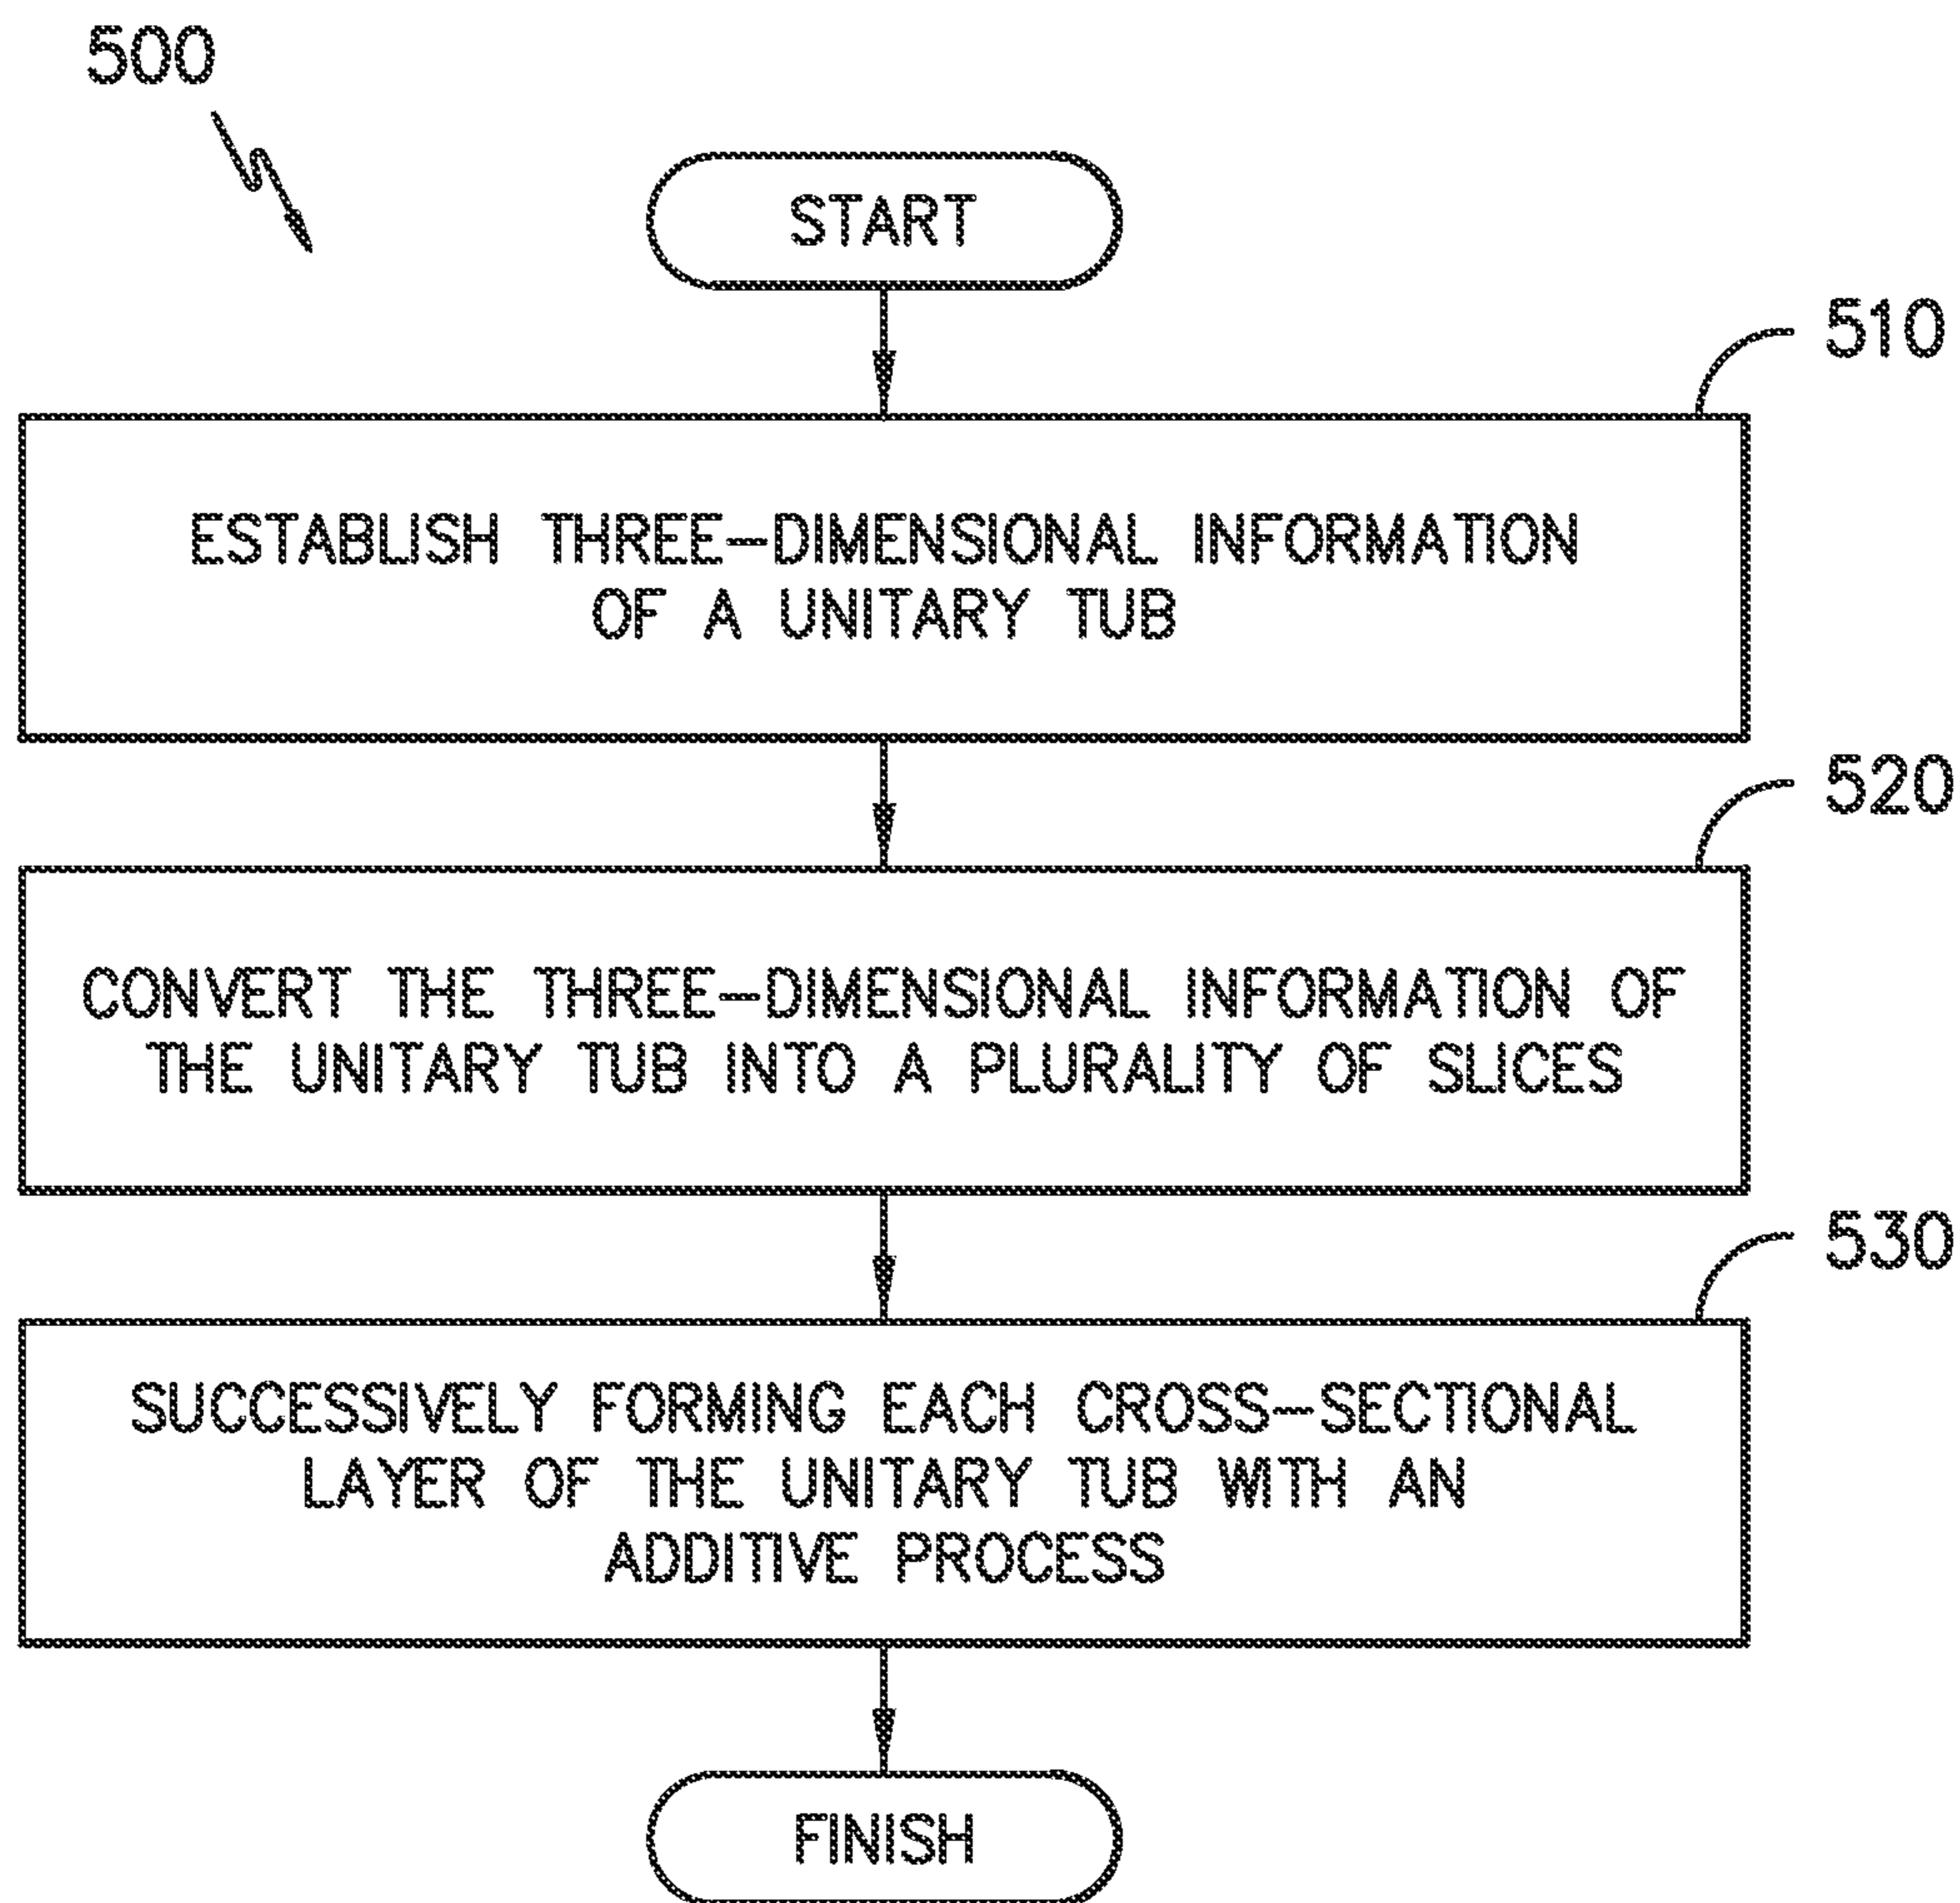 500
START
510
ESTABLISH THREE-DIMENSIONAL INFORMATION
OF A UNITARY TUB
520
CONVERT THE THREE-DIMENSIONAL INFORMATION OF
THE UNITARY TUB INTO A PLURALITY OF SLICES
530
SUCCESSIVELY FORMING EACH CROSS-SECTIONAL
LAYER OF THE UNITARY TUB WITH AN
ADDITIVE PROCESS
FINISH